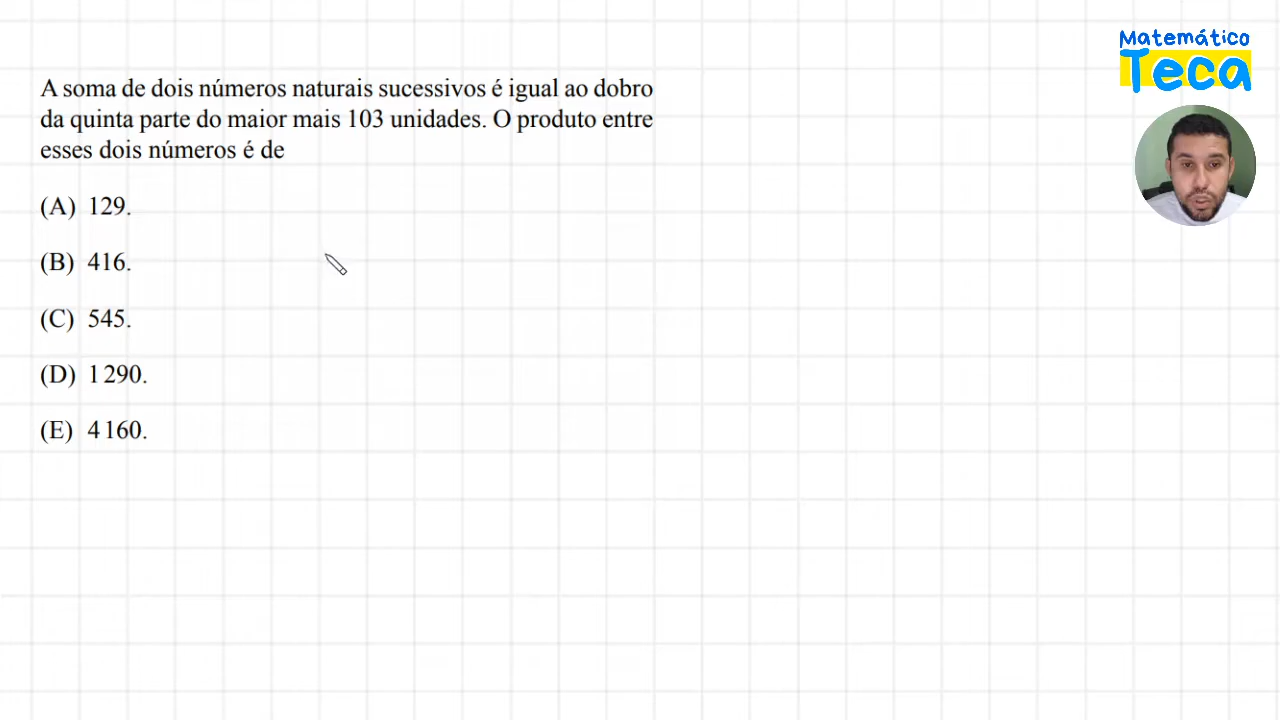 Matemático
Teca
A soma de dois números naturais sucessivos é igual ao dobro
da quinta parte do maior mais 103 unidades. O produto entre
esses dois números é de
(A) 129.
(B) 416.
(C) 545.
(D) 1 290.
(E) 4 160.